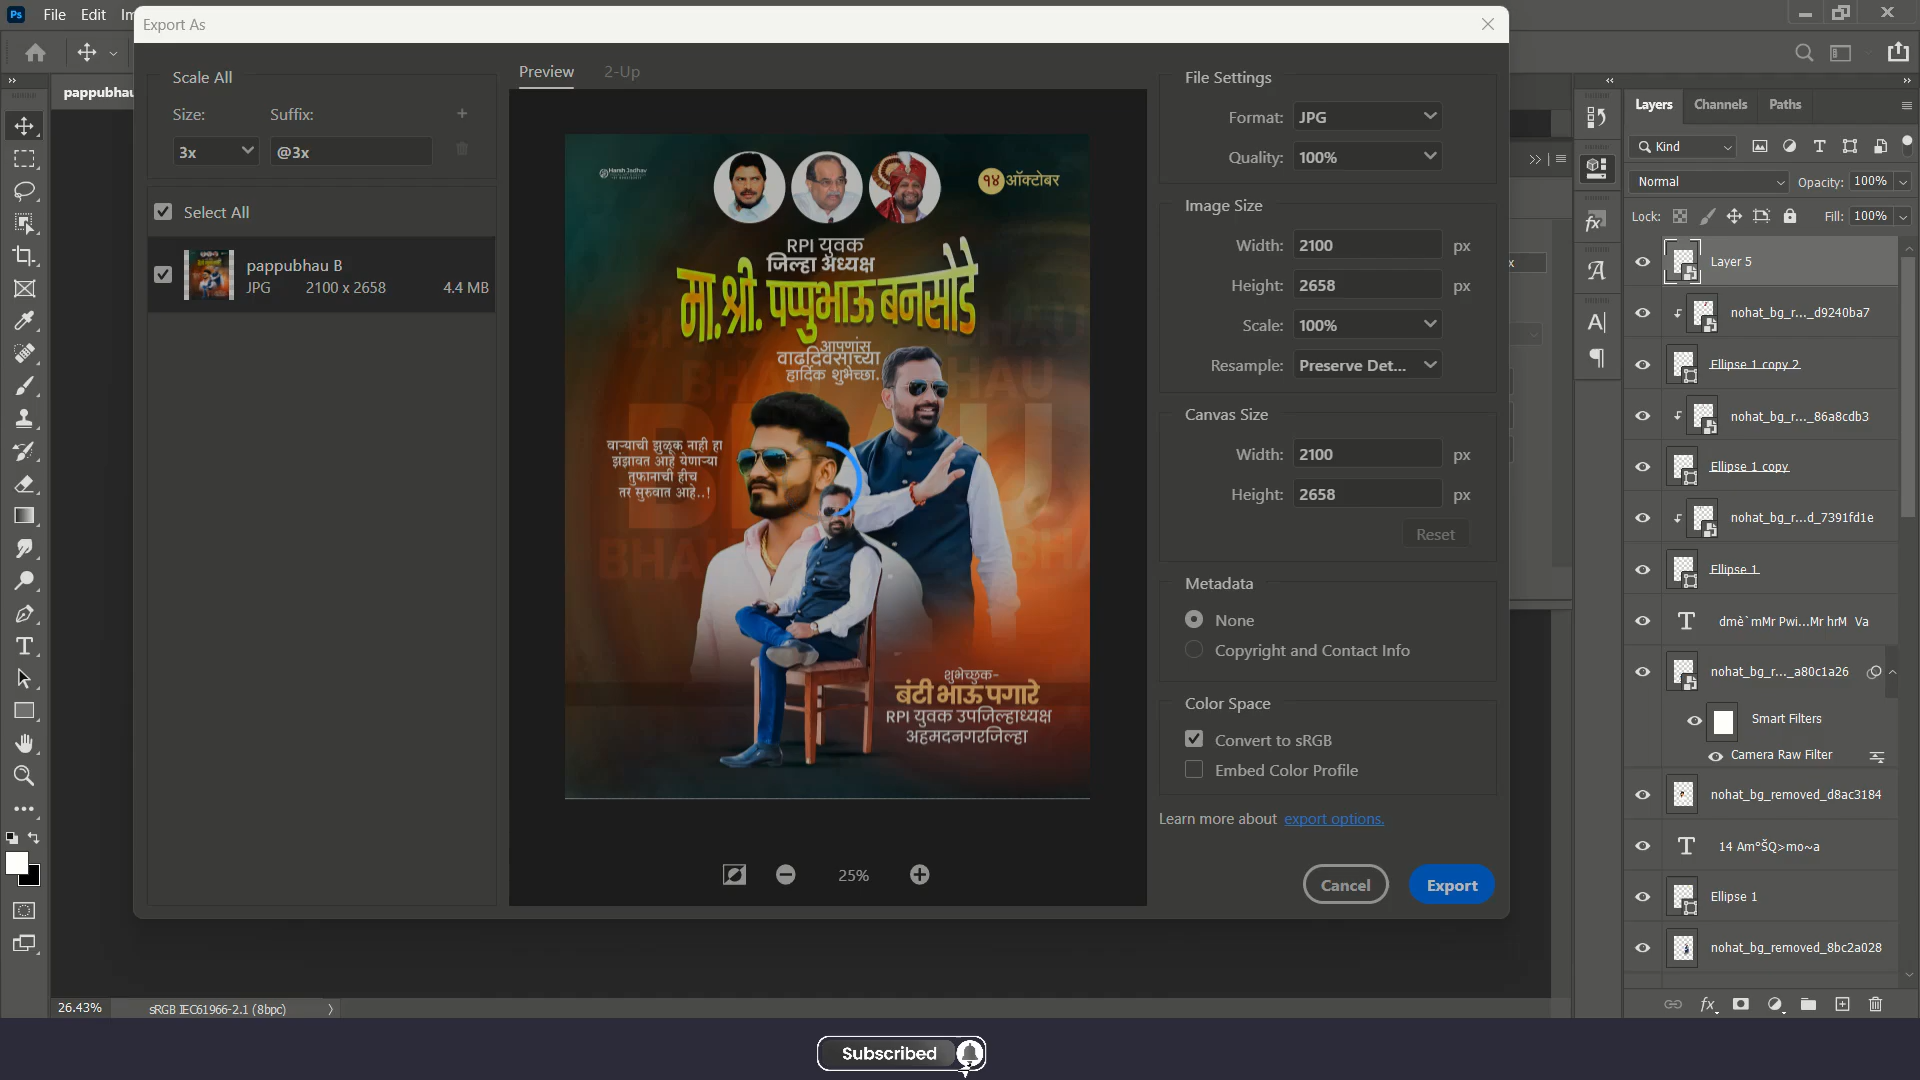 Ps File Edit
Export As
pappubhau
Scale All
Size: Suffix:
3x @3x
Select All
pappubhau B
JPG 2100 x 2658 4.4 MB
Preview 2-Up
Harsh Jadhav
१४ ऑक्टोबर
RPI युवक
जिल्हा अध्यक्ष
मा.श्री. पप्पुभाऊ बनसोडे
आपणांस
वाढदिवसाच्या
हार्दिक शुभेच्छा..
BHAU
वाऱ्याची झुळूक नाही हा
झंझावत आहे येणाऱ्या
तुफानाची हीच
तर सुरुवात आहे..!
शुभेच्छुक-
बंटी भाऊ पगारे
RPI युवक उपजिल्हाध्यक्ष
अहमदनगरजिल्हा
25%
File Settings
Format: JPG
Quality: 100%
Image Size
Width: 2100 px
Height: 2658 px
Scale: 100%
Resample: Preserve Det...
Canvas Size
Width: 2100 px
Height: 2658 px
Reset
Metadata
None
Copyright and Contact Info
Color Space
Convert to sRGB
Embed Color Profile
Learn more about export options.
Cancel Export
Layers Channels Paths
Kind
Normal Opacity: 100%
Lock: Fill: 100%
Layer 5
nohat_bg_r..._d9240ba7
Ellipse 1 copy 2
nohat_bg_r..._86a8cdb3
Ellipse 1 copy
nohat_bg_r...d_7391fd1e
Ellipse 1
dmè`mMr Pwi...Mr hrM Va
nohat_bg_r..._a80c1a26
Smart Filters
Camera Raw Filter
nohat_bg_removed_d8ac3184
14 Am°ŠQ>mo~a
Ellipse 1
nohat_bg_removed_8bc2a028
26.43% sRGB IEC61966-2.1 (8bpc)
Subscribed